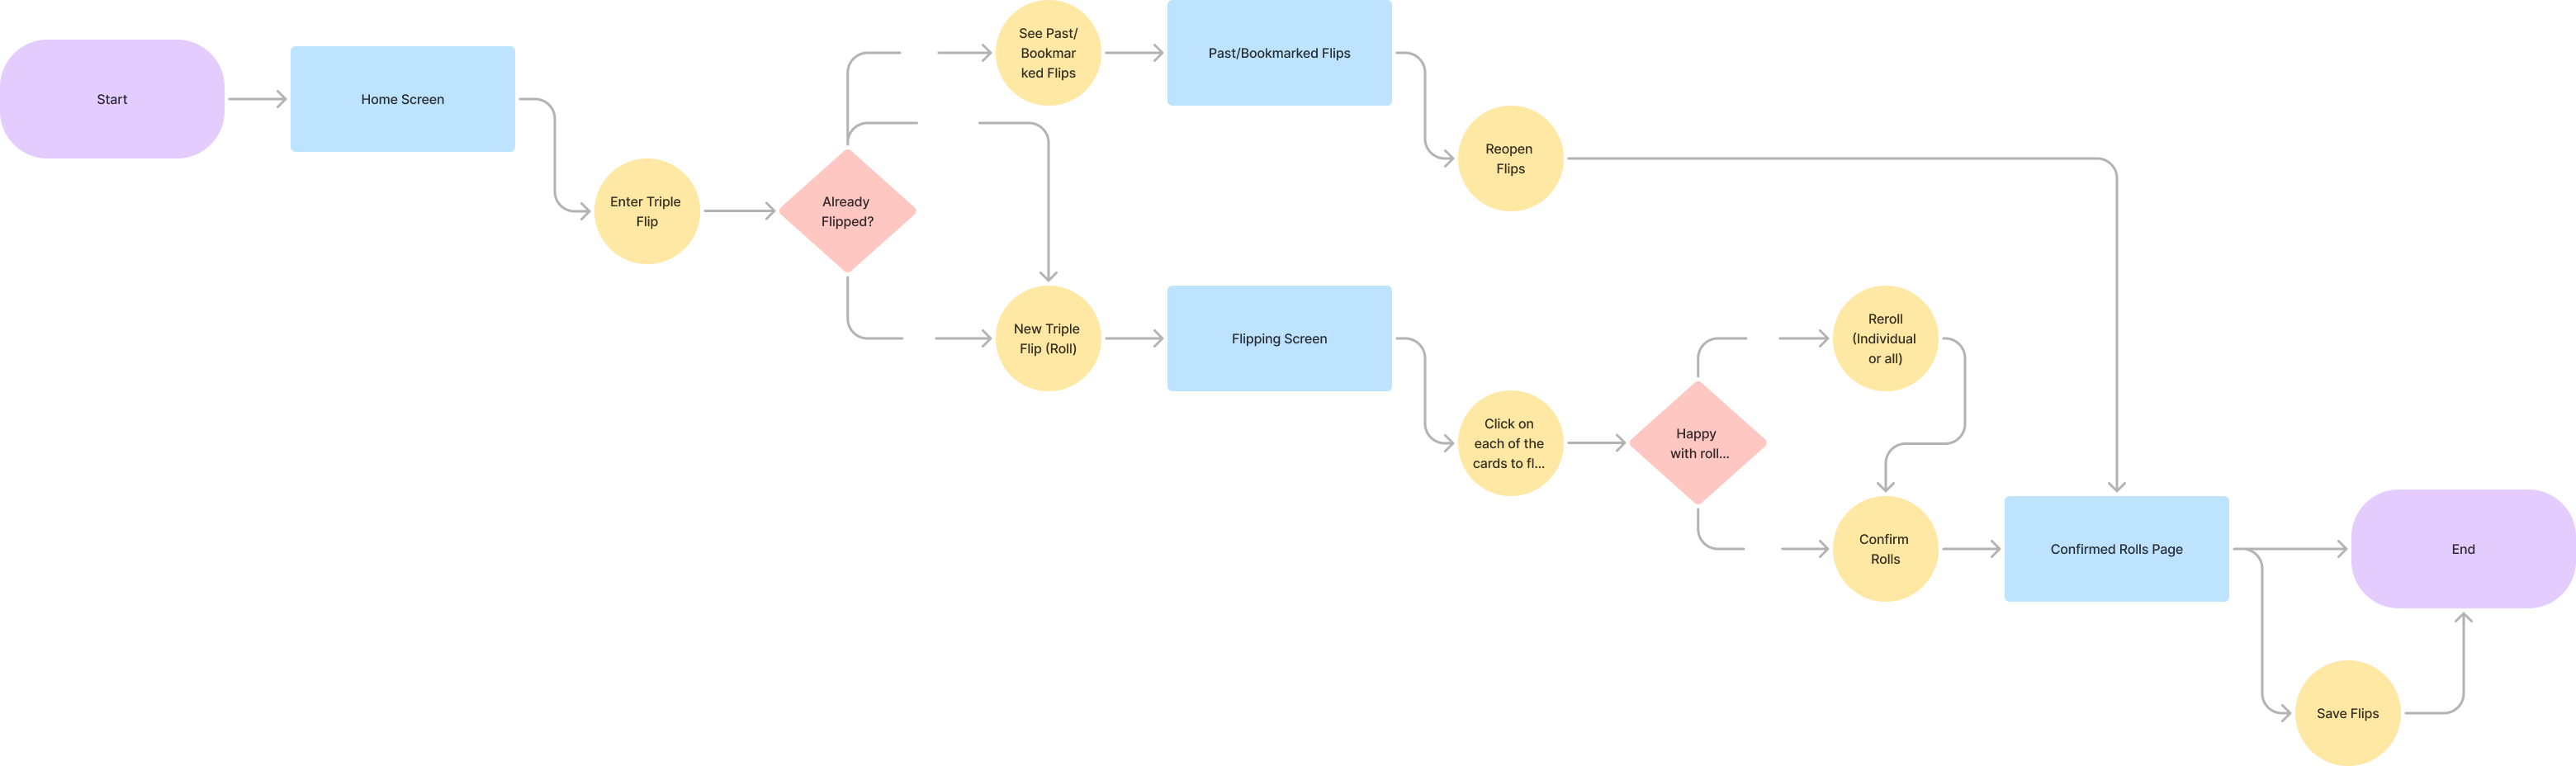 Start
Home Screen
Enter Triple
Flip
Already
Flipped?
See Past/
Bookmar
ked Flips
Past/Bookmarked Flips
Reopen
Flips
New Triple
Flip (Roll)
Flipping Screen
Click on
each of the
cards to fl...
Happy
with roll...
Reroll
(Individual
or all)
Confirm
Rolls
Confirmed Rolls Page
End
Save Flips